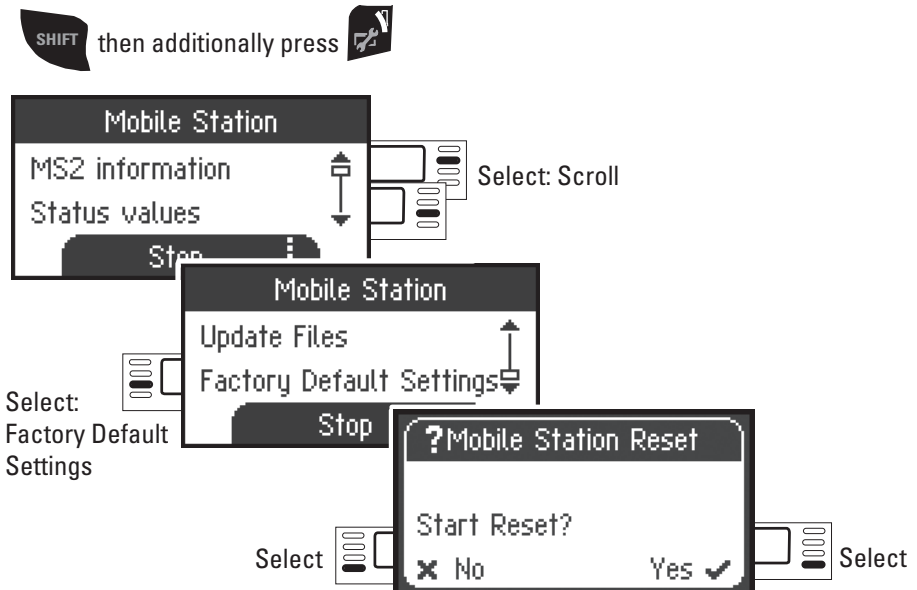 SHIFT then additionally press
Mobile Station
MS2 information
Status values
Stop
Select: Scroll
Mobile Station
Update Files
Factory Default Settings
Stop
Select:
Factory Default
Settings
?Mobile Station Reset
Start Reset?
Select
✖ No
Yes ✔
Select